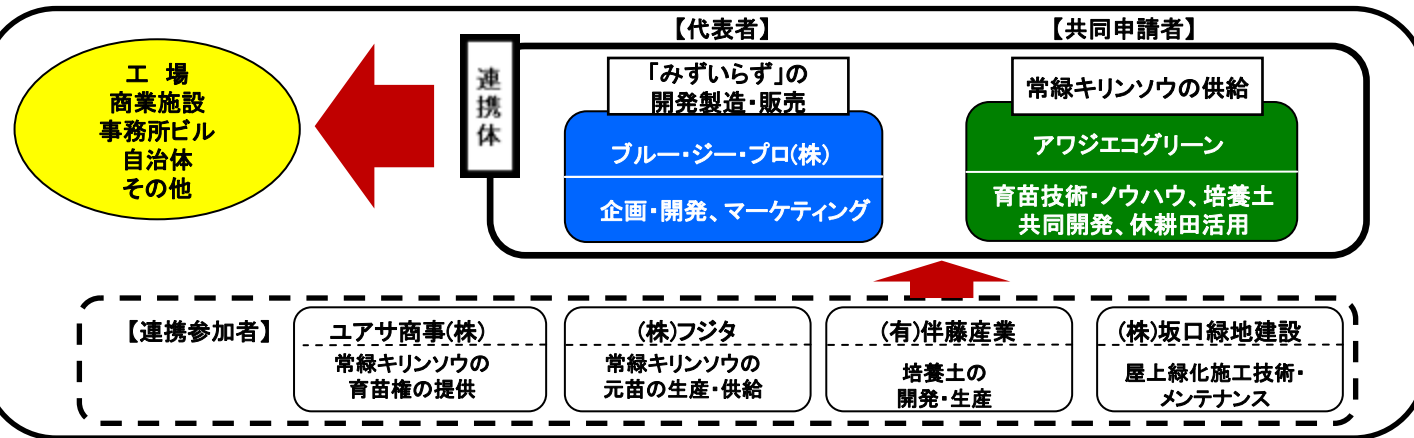 【代表者】
【共同申請者】
工　場
商業施設
事務所ビル
自治体
その他
連携体
「みずいらず」の
開発製造・販売
ブルー・ジー・プロ(株)
企画・開発、マーケティング
常緑キリンソウの供給
アワジエコグリーン
育苗技術・ノウハウ、培養土
共同開発、休耕田活用
【連携参加者】
ユアサ商事(株)
常緑キリンソウの
育苗権の提供
(株)フジタ
常緑キリンソウの
元苗の生産・供給
(有)伴藤産業
培養土の
開発・生産
(株)坂口緑地建設
屋上緑化施工技術・
メンテナンス